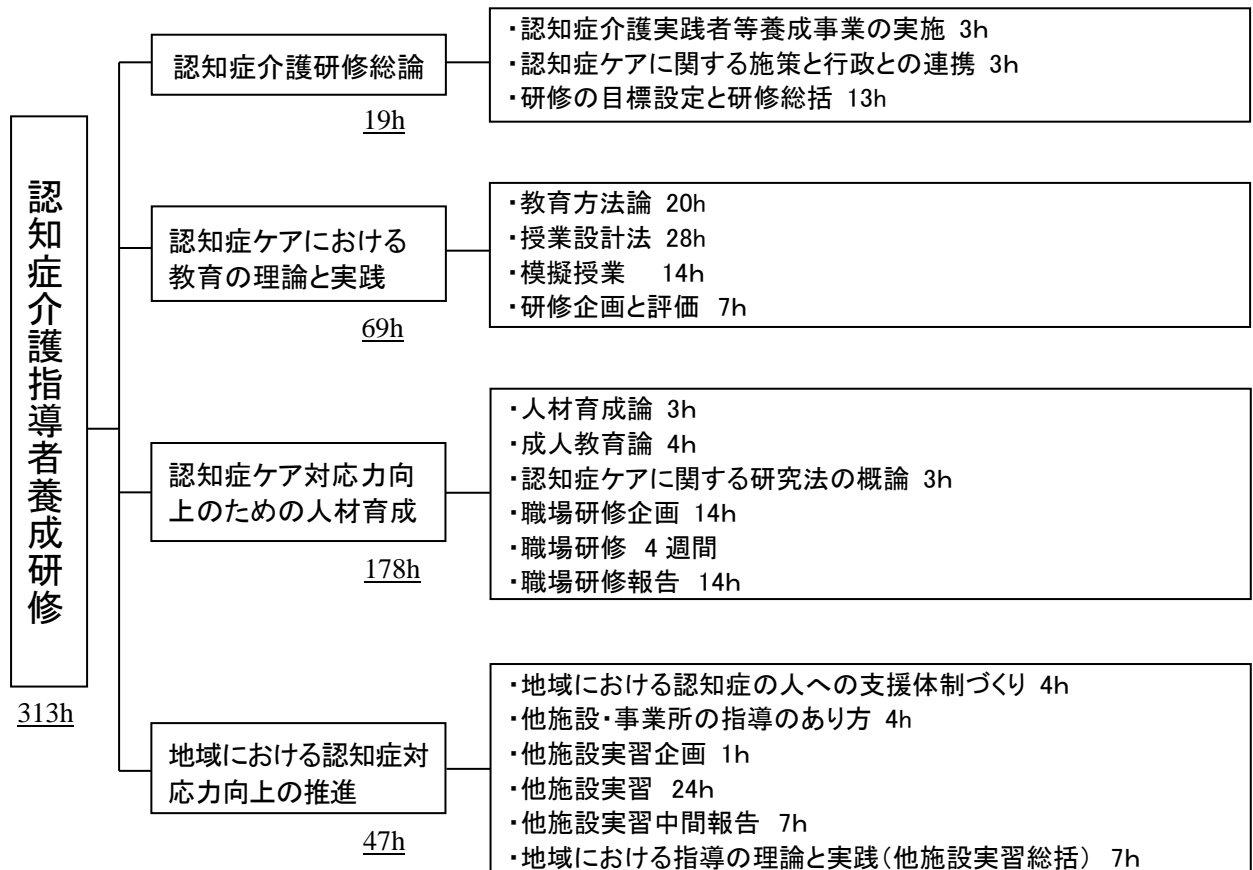 認知症介護指導者養成研修
313h
認知症介護研修総論
19h
・認知症介護実践者等養成事業の実施 3h
・認知症ケアに関する施策と行政との連携 3h
・研修の目標設定と研修総括 13h
認知症ケアにおける
教育の理論と実践
69h
・教育方法論 20h
・授業設計法 28h
・模擬授業 14h
・研修企画と評価 7h
認知症ケア対応力向
上のための人材育成
178h
・人材育成論 3h
・成人教育論 4h
・認知症ケアに関する研究法の概論 3h
・職場研修企画 14h
・職場研修 4週間
・職場研修報告 14h
地域における認知症対
応力向上の推進
47h
・地域における認知症の人への支援体制づくり 4h
・他施設・事業所の指導のあり方 4h
・他施設実習企画 1h
・他施設実習 24h
・他施設実習中間報告 7h
・地域における指導の理論と実践(他施設実習総括) 7h